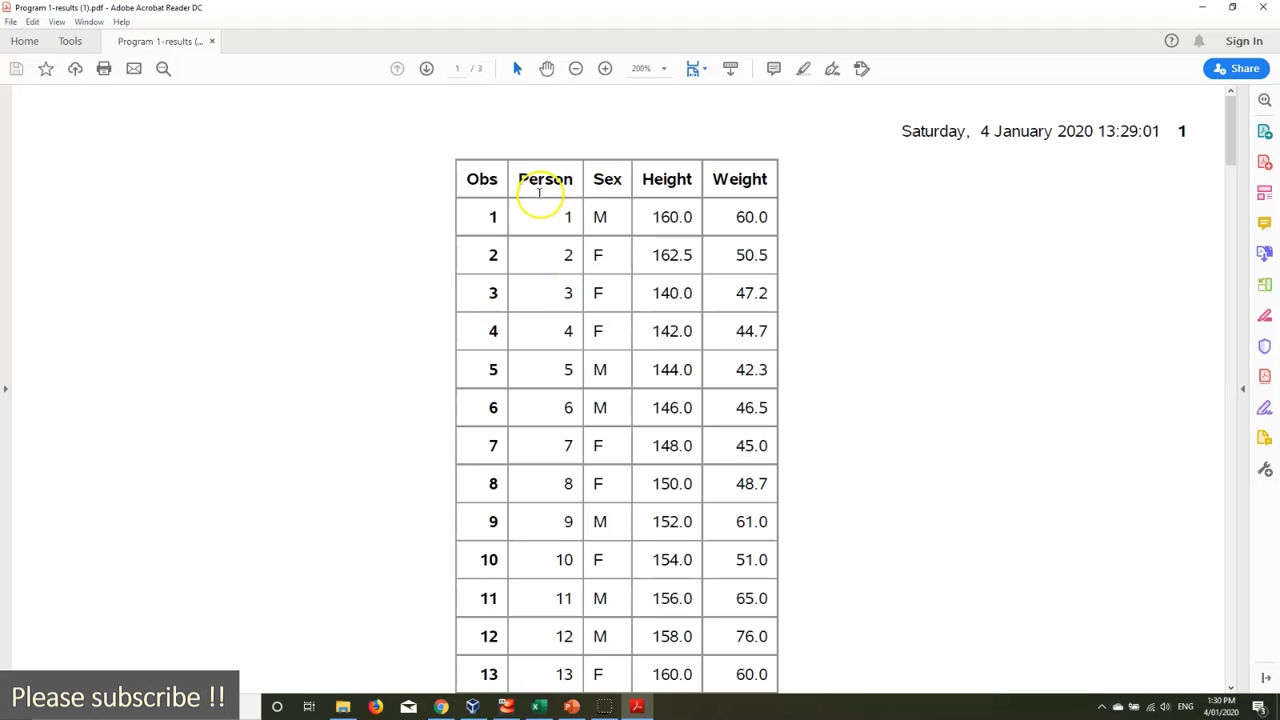 Program 1-results (1).pdf - Adobe Acrobat Reader DC
File Edit View Window Help
Home Tools Program 1-results (... × Sign In
1 / 3 200% Share
Saturday, 4 January 2020 13:29:01 1
Obs Person Sex Height Weight
1 1 M 160.0 60.0
2 2 F 162.5 50.5
3 3 F 140.0 47.2
4 4 F 142.0 44.7
5 5 M 144.0 42.3
6 6 M 146.0 46.5
7 7 F 148.0 45.0
8 8 F 150.0 48.7
9 9 M 152.0 61.0
10 10 F 154.0 51.0
11 11 M 156.0 65.0
12 12 M 158.0 76.0
13 13 F 160.0 60.0
Please subscribe !!
1:30 PM
4/01/2020